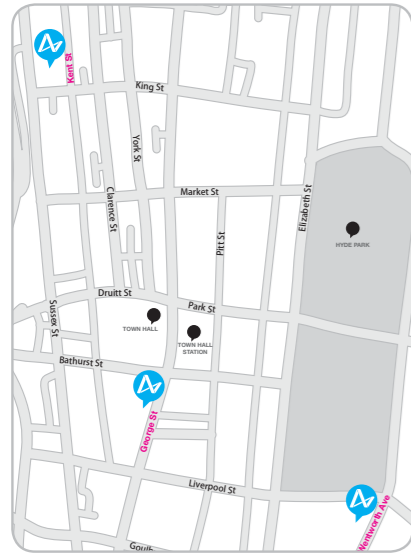 Kent St
King St
York St
Market St
Clarence St
Elizabeth St
Pitt St
HYDE PARK
Druitt St
Park St
Sussex St
TOWN HALL
TOWN HALL
STATION
Bathurst St
George St
Liverpool St
Wentworth Ave